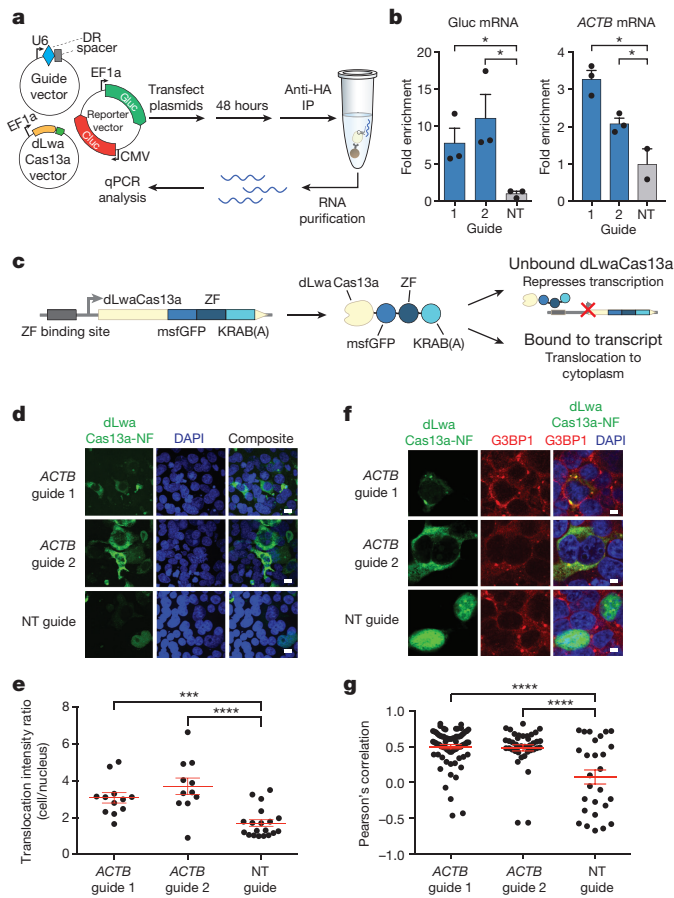 a
U6
DR
spacer
Guide
vector
EF1a
Gluc
Reporter
vector
Cluc
CMV
EF1a
dLwa
Cas13a
vector
Transfect
plasmids
48 hours
Anti-HA
IP
RNA
purification
qPCR
analysis
b
Gluc mRNA
Fold enrichment
20
15
10
5
0
*
*
1 2 NT
Guide
ACTB mRNA
Fold enrichment
4
3
2
1
0
*
*
1 2 NT
Guide
c
dLwaCas13a
ZF
ZF binding site
msfGFP
KRAB(A)
dLwaCas13a
ZF
msfGFP
KRAB(A)
Unbound dLwaCas13a
Represses transcription
Bound to transcript
Translocation to
cytoplasm
d
dLwa
Cas13a-NF
DAPI
Composite
ACTB
guide 1
ACTB
guide 2
NT guide
e
Translocation intensity ratio
(cell/nucleus)
8
6
4
2
0
***
****
ACTB
guide 1
ACTB
guide 2
NT
guide
f
dLwa
Cas13a-NF
G3BP1
dLwa
Cas13a-NF
G3BP1 DAPI
ACTB
guide 1
ACTB
guide 2
NT guide
g
Pearson's correlation
1.0
0.5
0.0
−0.5
−1.0
****
****
ACTB
guide 1
ACTB
guide 2
NT
guide